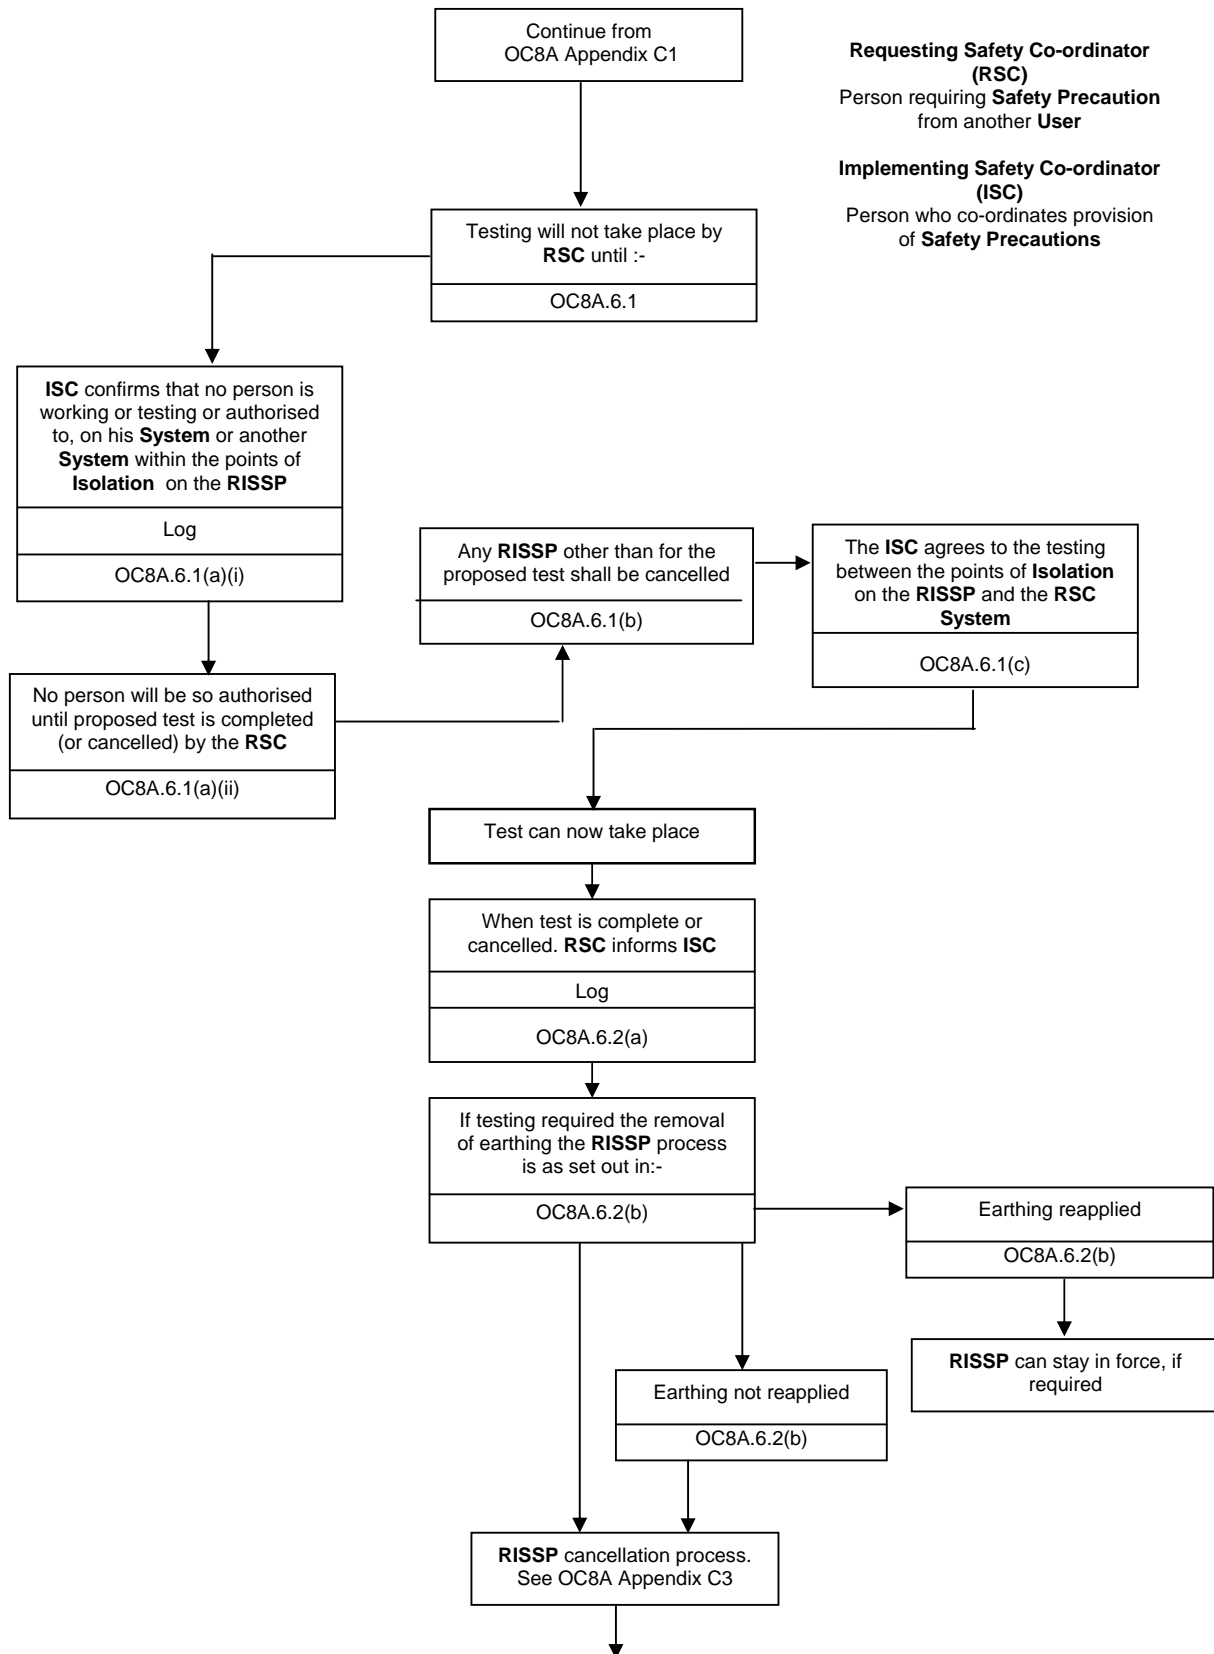 Continue from
OC8A Appendix C1
Requesting Safety Co-ordinator
(RSC)
Person requiring Safety Precaution
from another User
Implementing Safety Co-ordinator
(ISC)
Person who co-ordinates provision
of Safety Precautions
Testing will not take place by
RSC until :-
OC8A.6.1
ISC confirms that no person is
working or testing or authorised
to, on his System or another
System within the points of
Isolation on the RISSP
Log
OC8A.6.1(a)(i)
No person will be so authorised
until proposed test is completed
(or cancelled) by the RSC
OC8A.6.1(a)(ii)
Any RISSP other than for the
proposed test shall be cancelled
OC8A.6.1(b)
The ISC agrees to the testing
between the points of Isolation
on the RISSP and the RSC
System
OC8A.6.1(c)
Test can now take place
When test is complete or
cancelled. RSC informs ISC
Log
OC8A.6.2(a)
If testing required the removal
of earthing the RISSP process
is as set out in:-
OC8A.6.2(b)
Earthing reapplied
OC8A.6.2(b)
RISSP can stay in force, if
required
Earthing not reapplied
OC8A.6.2(b)
RISSP cancellation process.
See OC8A Appendix C3